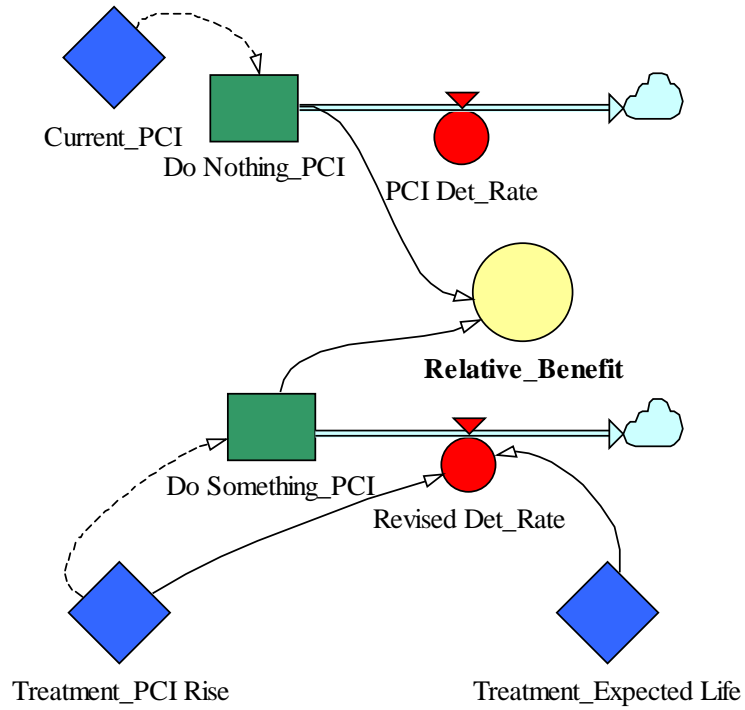 Current_PCI
Do Nothing_PCI
PCI Det_Rate
Relative_Benefit
Do Something_PCI
Revised Det_Rate
Treatment_PCI Rise
Treatment_Expected Life